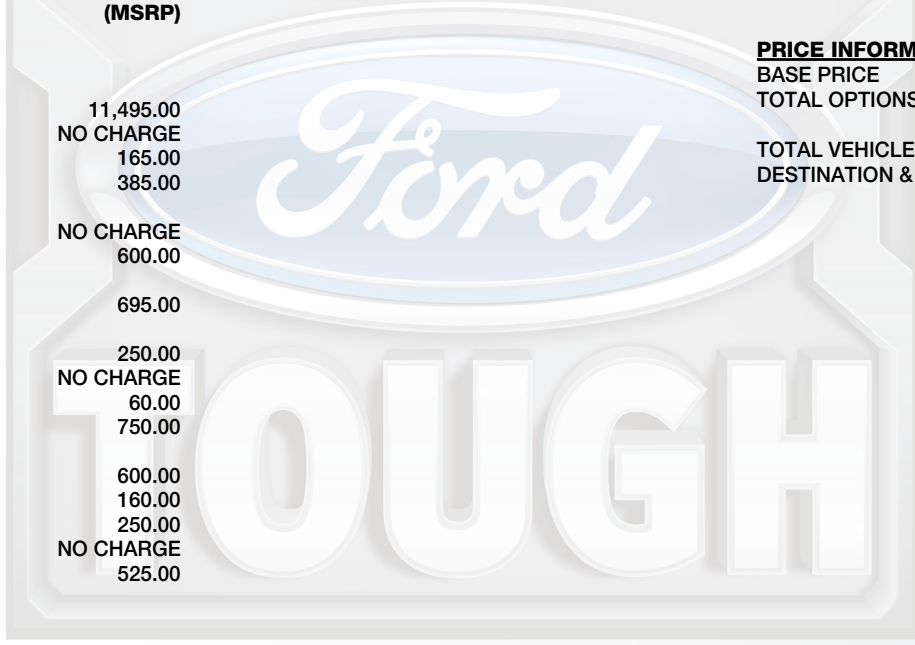 (MSRP)
11,495.00
NO CHARGE
165.00
385.00
NO CHARGE
600.00
695.00
250.00
NO CHARGE
60.00
750.00
600.00
160.00
250.00
NO CHARGE
525.00
PRICE INFORM
BASE PRICE
TOTAL OPTIONS
TOTAL VEHICLE
DESTINATION &
Ford
TOUGH